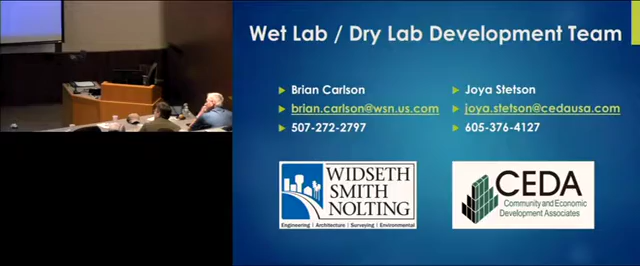 Wet Lab / Dry Lab Development Team
Brian Carlson
brian.carlson@wsn.us.com
507-272-2797
Joya Stetson
joya.stetson@cedausa.com
605-376-4127
WIDSETH
SMITH
NOLTING
Engineering | Architecture | Surveying | Environmental
CEDA
Community and Economic
Development Associates